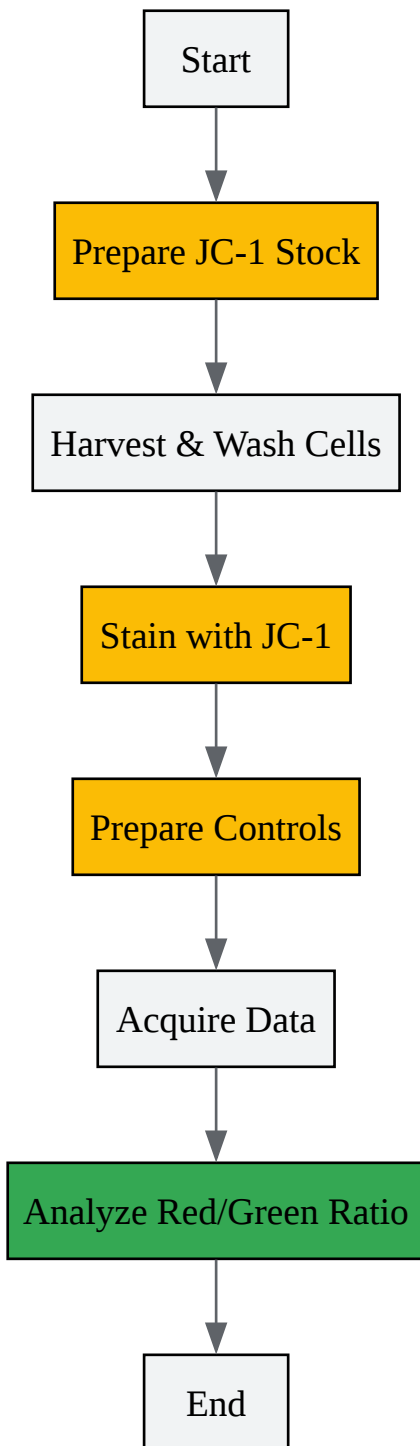 Start
Prepare JC-1 Stock
Harvest & Wash Cells
Stain with JC-1
Prepare Controls
Acquire Data
Analyze Red/Green Ratio
End